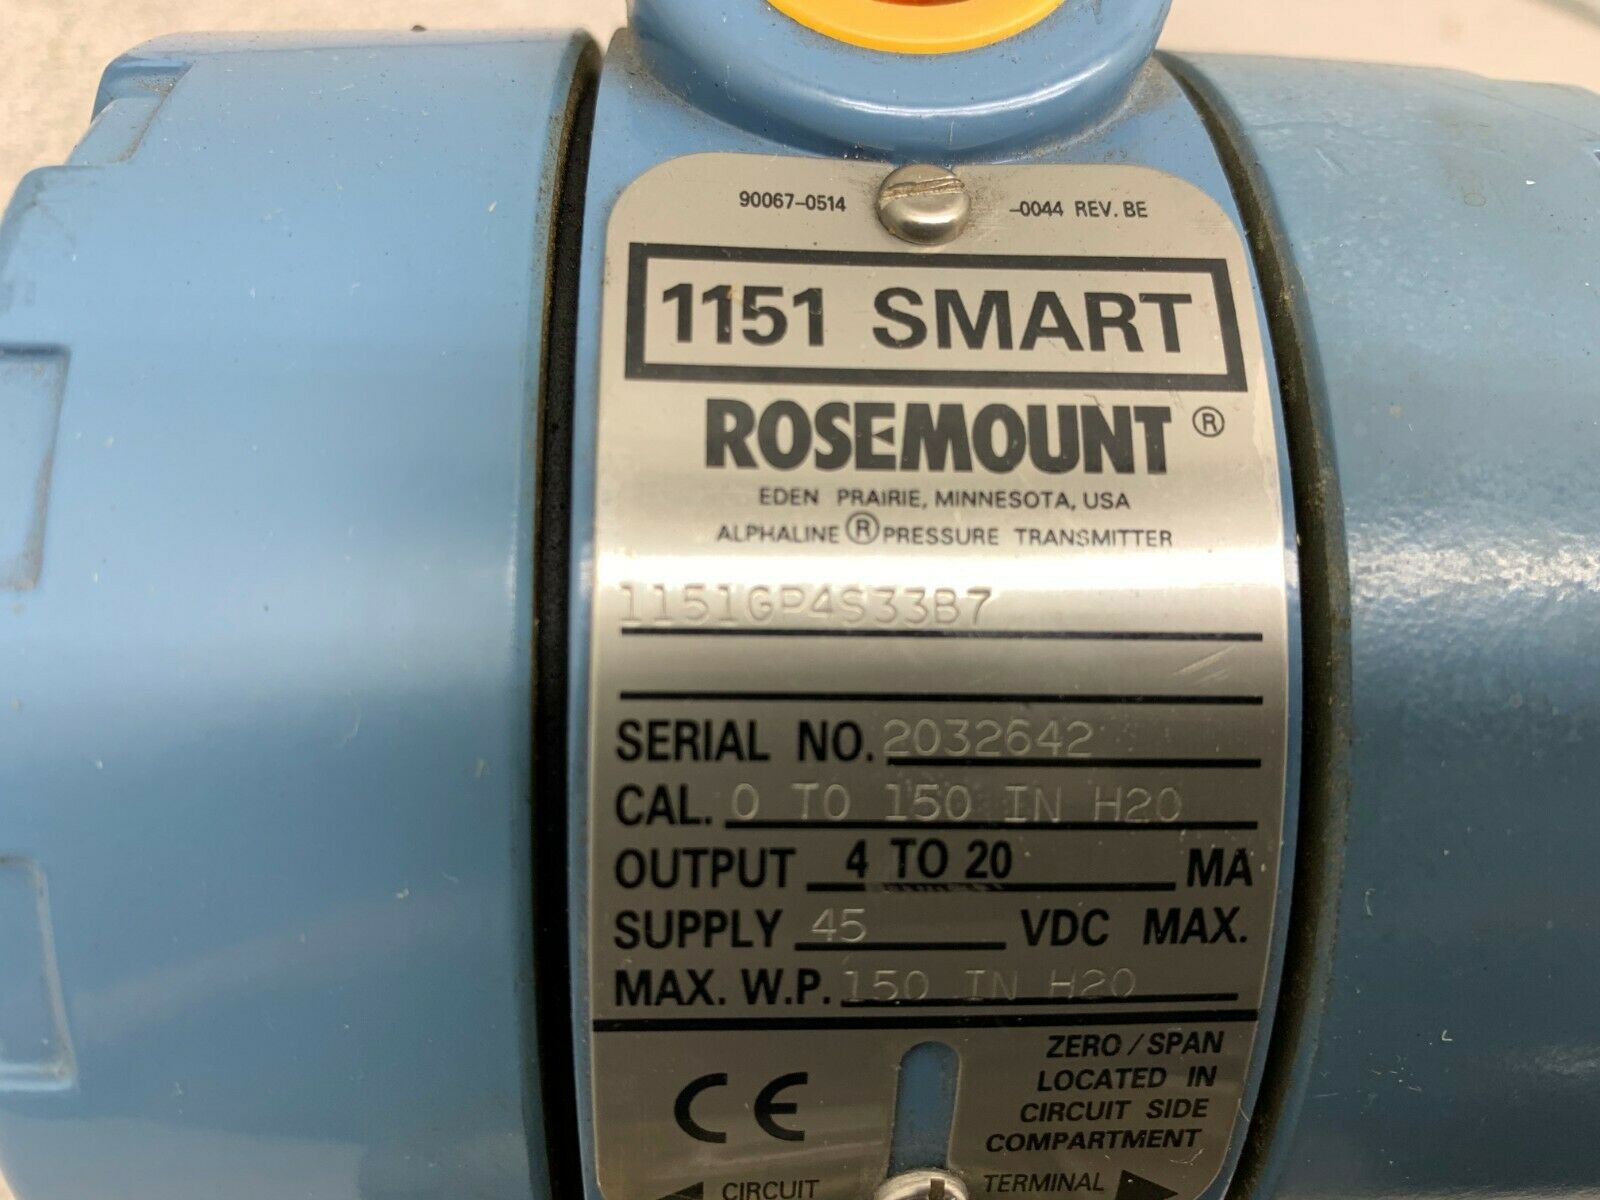 90067-0514 -0044 REV. BE
1151 SMART
ROSEMOUNT ®
EDEN PRAIRIE, MINNESOTA, USA
ALPHALINE ® PRESSURE TRANSMITTER
1151GP4S33B7
SERIAL NO. 2032642
CAL. 0 TO 150 IN H2O
OUTPUT 4 TO 20 MA
SUPPLY 45 VDC MAX.
MAX. W.P. 150 IN H2O
CE
ZERO / SPAN
LOCATED IN
CIRCUIT SIDE
COMPARTMENT
CIRCUIT TERMINAL